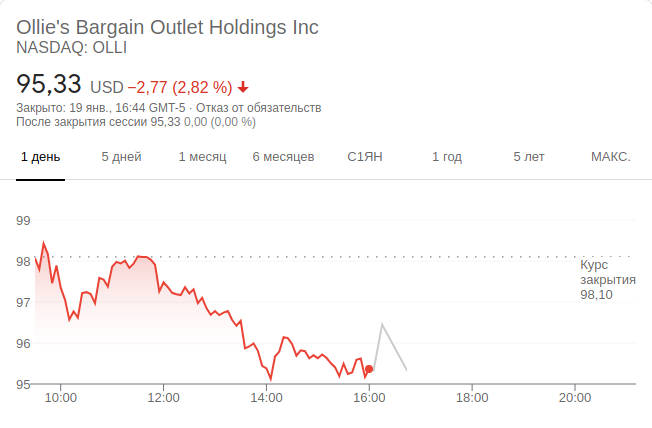 Ollie's Bargain Outlet Holdings Inc
NASDAQ: OLLI
95,33 USD −2,77 (2,82 %)
Закрыто: 19 янв., 16:44 GMT-5 · Отказ от обязательств
После закрытия сессии 95,33 0,00 (0,00 %)
1 день 5 дней 1 месяц 6 месяцев С1ЯН 1 год 5 лет МАКС.
99
98
Курс
закрытия
98,10
97
96
95
10:00 12:00 14:00 16:00 18:00 20:00